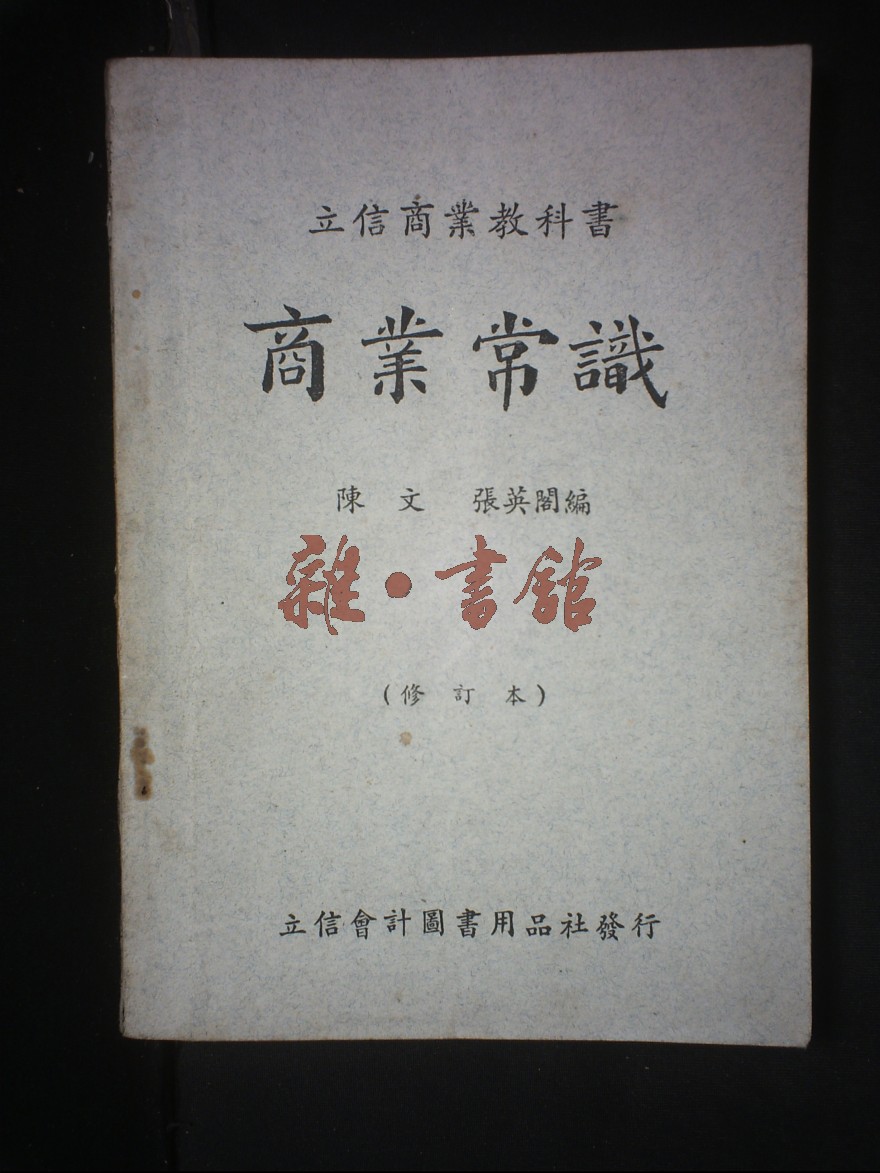 立信商業教科書
商業常識
陳 文 張英閣編
雜·書舘
(修 訂 本)
立信會計圖書用品社發行